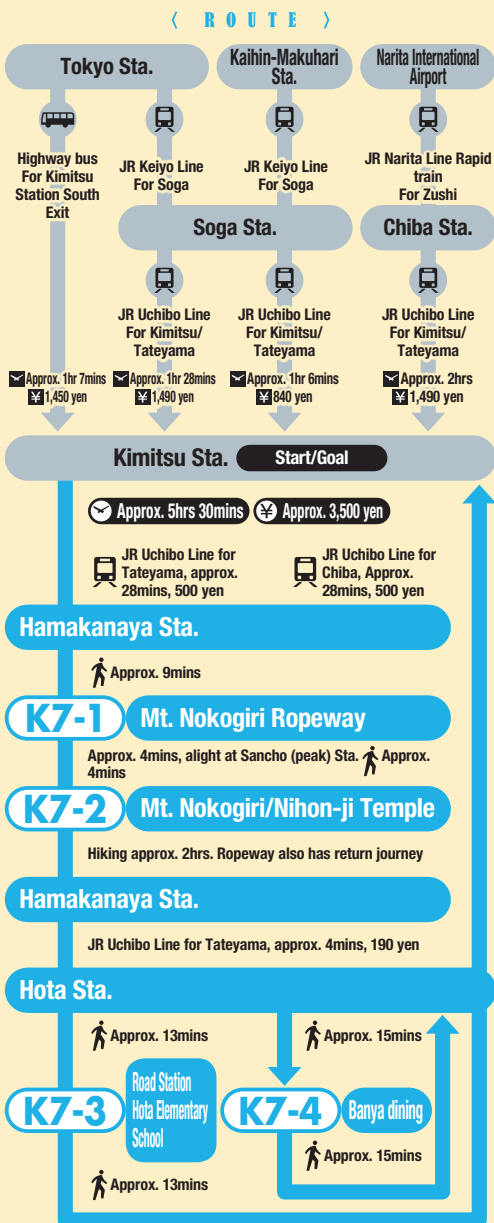 〈 ROUTE 〉
Tokyo Sta.
Kaihin-Makuhari
Sta.
Narita International
Airport
Highway bus
For Kimitsu
Station South
Exit
JR Keiyo Line
For Soga
JR Keiyo Line
For Soga
JR Narita Line Rapid
train
For Zushi
Soga Sta.
Chiba Sta.
JR Uchibo Line
For Kimitsu/
Tateyama
JR Uchibo Line
For Kimitsu/
Tateyama
JR Uchibo Line
For Kimitsu/
Tateyama
Approx. 1hr 7mins
¥ 1,450 yen
Approx. 1hr 28mins
¥ 1,490 yen
Approx. 1hr 6mins
¥ 840 yen
Approx. 2hrs
¥ 1,490 yen
Kimitsu Sta. Start/Goal
Approx. 5hrs 30mins ¥ Approx. 3,500 yen
JR Uchibo Line for
Tateyama, approx.
28mins, 500 yen
JR Uchibo Line for
Chiba, Approx.
28mins, 500 yen
Hamakanaya Sta.
Approx. 9mins
K7-1 Mt. Nokogiri Ropeway
Approx. 4mins, alight at Sancho (peak) Sta. Approx.
4mins
K7-2 Mt. Nokogiri/Nihon-ji Temple
Hiking approx. 2hrs. Ropeway also has return journey
Hamakanaya Sta.
JR Uchibo Line for Tateyama, approx. 4mins, 190 yen
Hota Sta.
Approx. 13mins
Approx. 15mins
K7-3
Road Station
Hota Elementary
School
K7-4 Banya dining
Approx. 15mins
Approx. 13mins